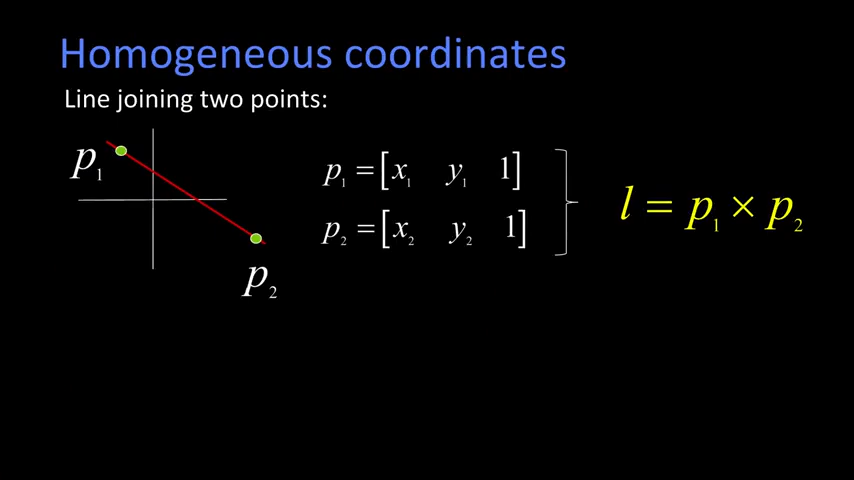 Homogeneous coordinates
Line joining two points:
p₁
p₂
p₁ = [x₁ y₁ 1]
p₂ = [x₂ y₂ 1]
l = p₁ × p₂